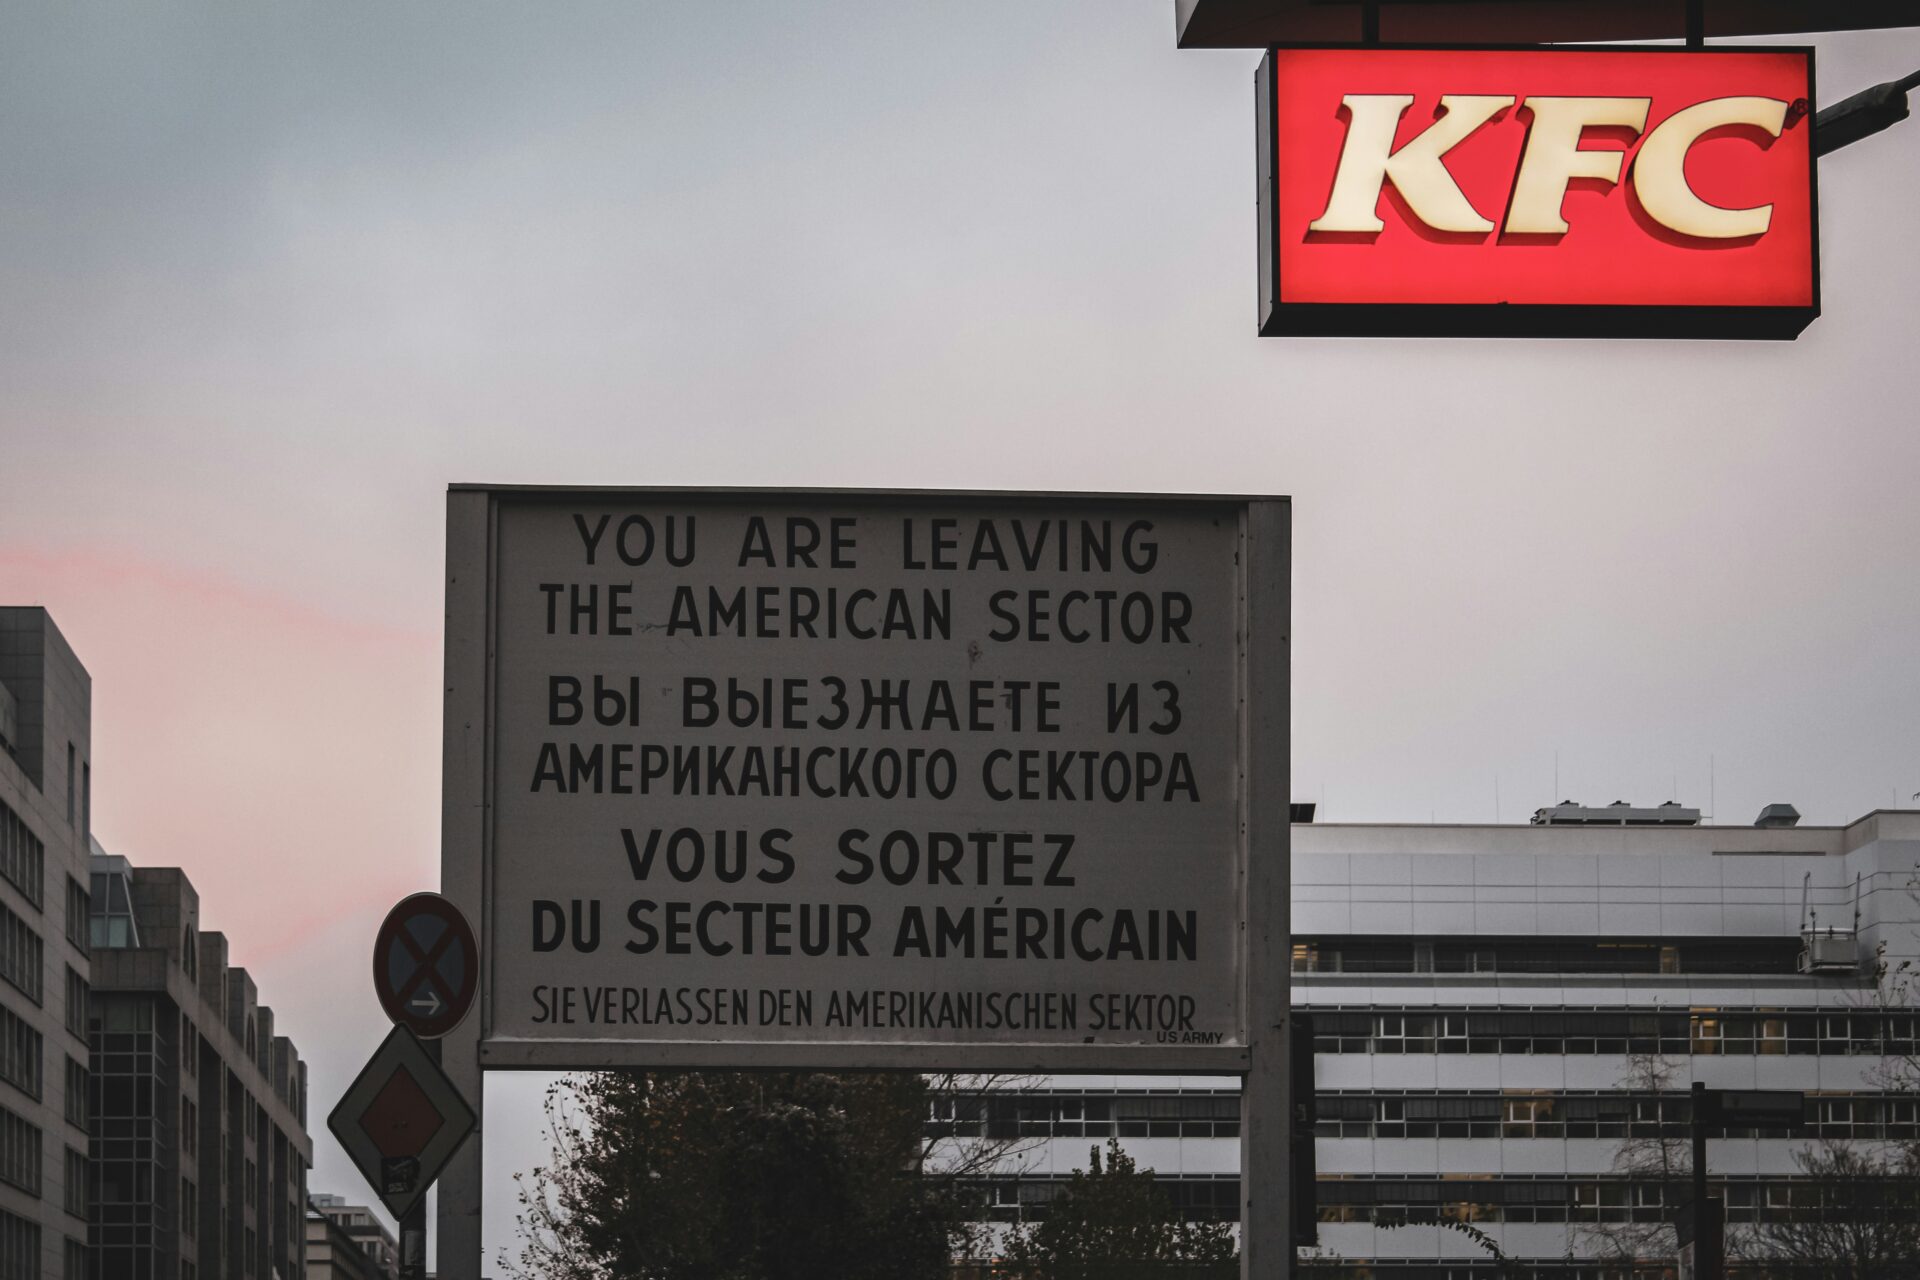 KFC
YOU ARE LEAVING
THE AMERICAN SECTOR
ВЫ ВЫЕЗЖАЕТЕ ИЗ
АМЕРИКАНСКОГО СЕКТОРА
VOUS SORTEZ
DU SECTEUR AMÉRICAIN
SIE VERLASSEN DEN AMERIKANISCHEN SEKTOR
US ARMY